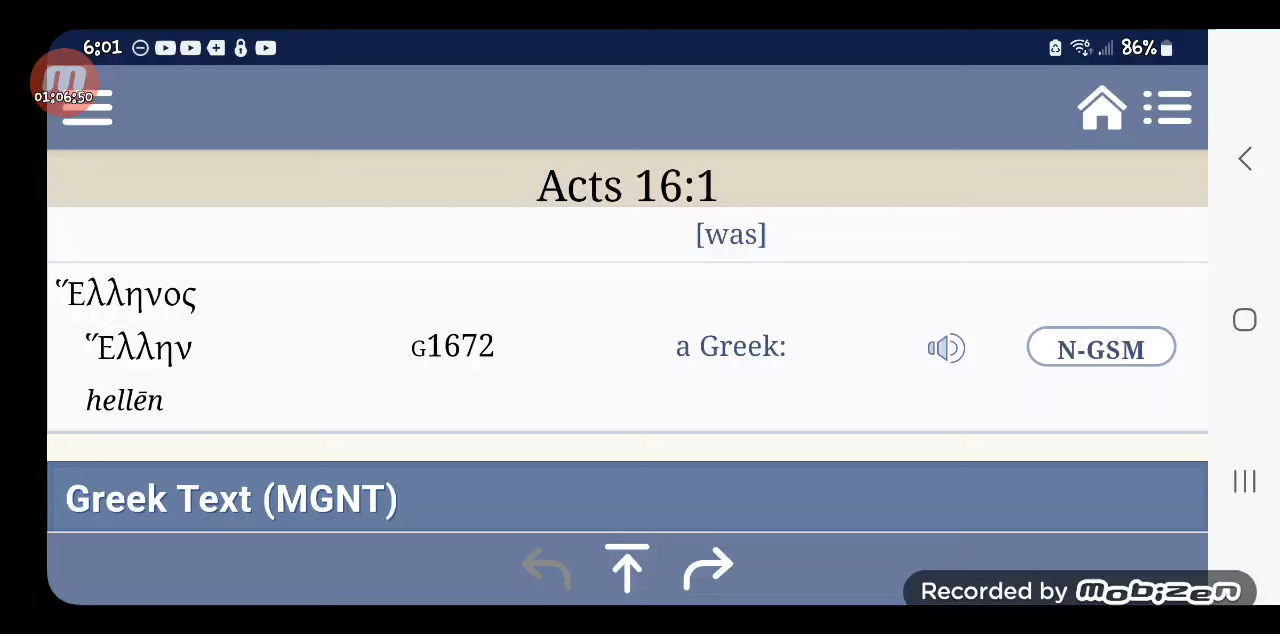 6:01
86%
01:06:50
Acts 16:1
[was]
Ἕλληνος
Ἕλλην G1672 a Greek: N-GSM
hellēn
Greek Text (MGNT)
Recorded by Mobizen